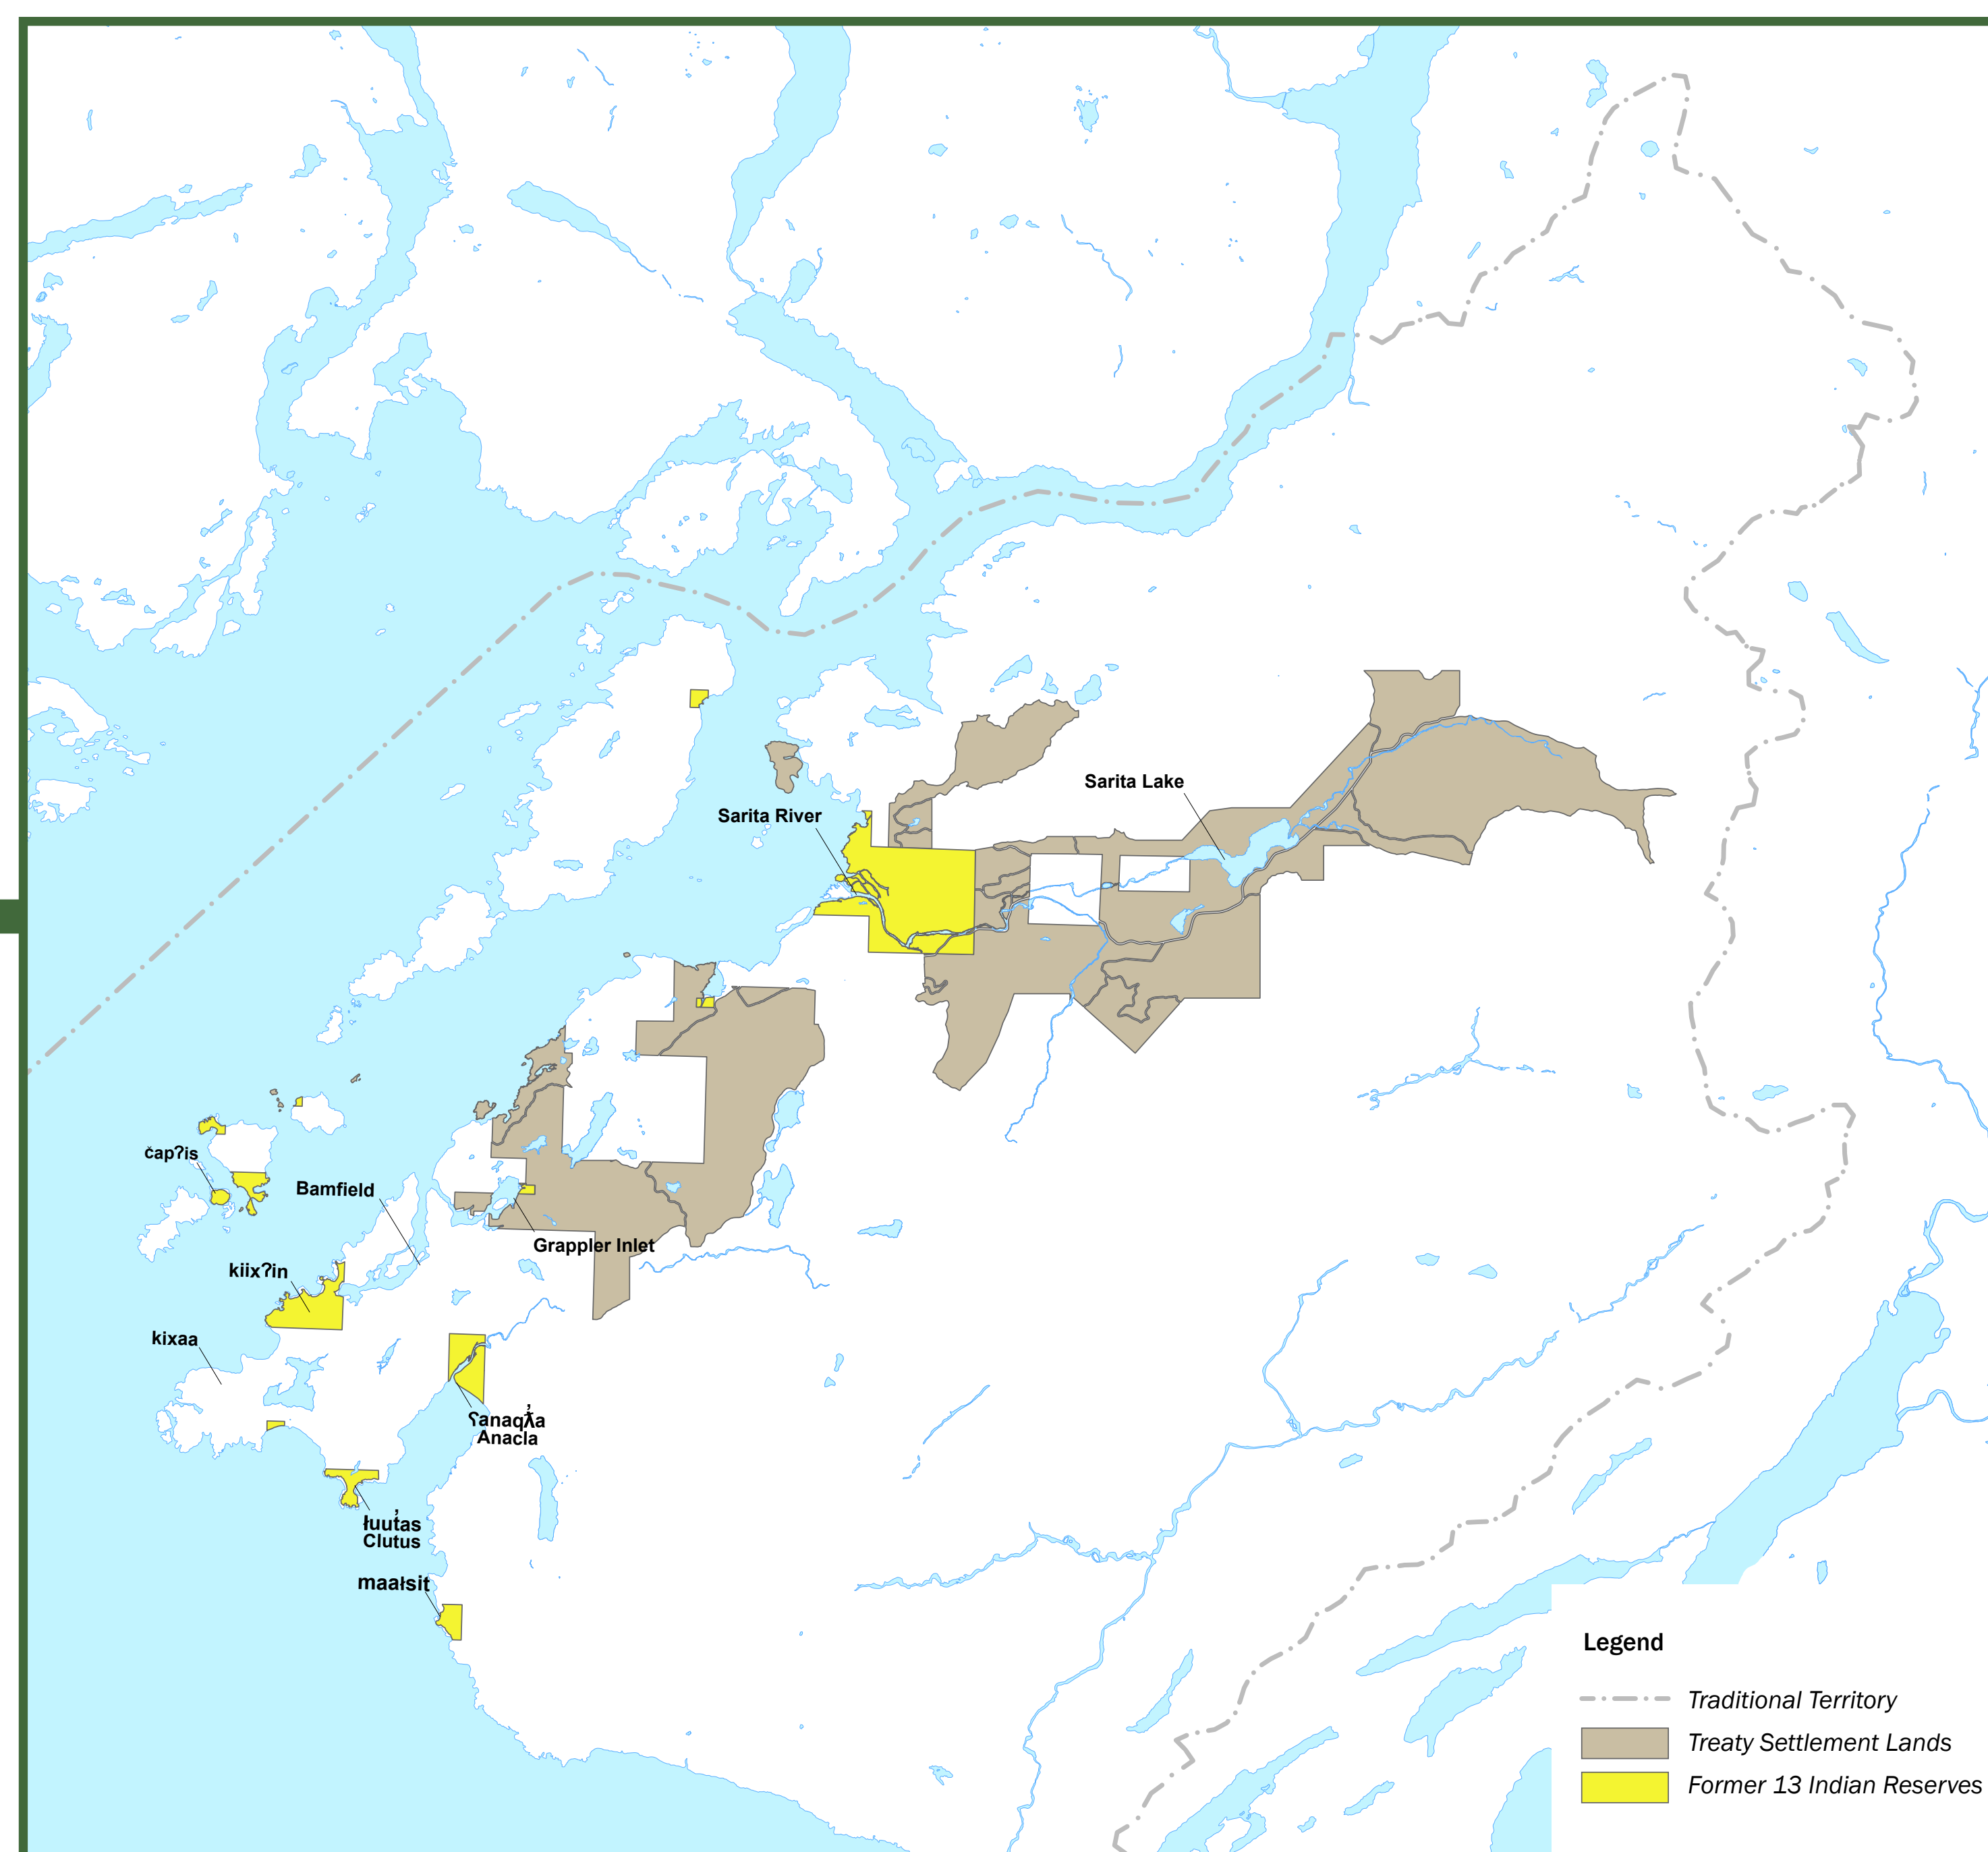 Sarita Lake
Sarita River
čapʔis
Bamfield
Grappler Inlet
kiixʔin
kixaa
ʕanaqƛ̓a
Anacla
łuut̓as
Clutus
maałsit
Legend
Traditional Territory
Treaty Settlement Lands
Former 13 Indian Reserves